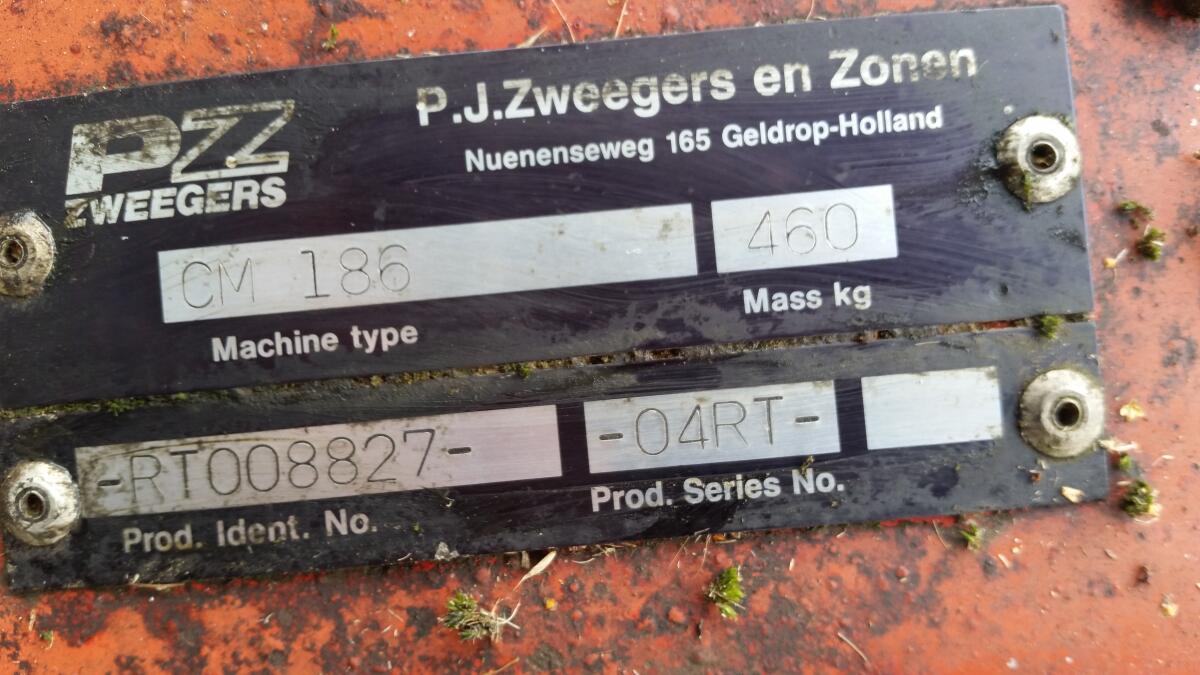 PZZ
ZWEEGERS
P.J.Zweegers en Zonen
Nuenenseweg 165 Geldrop-Holland
CM 186
Machine type
460
Mass kg
-RT008827-
Prod. Ident. No.
-04RT-
Prod. Series No.